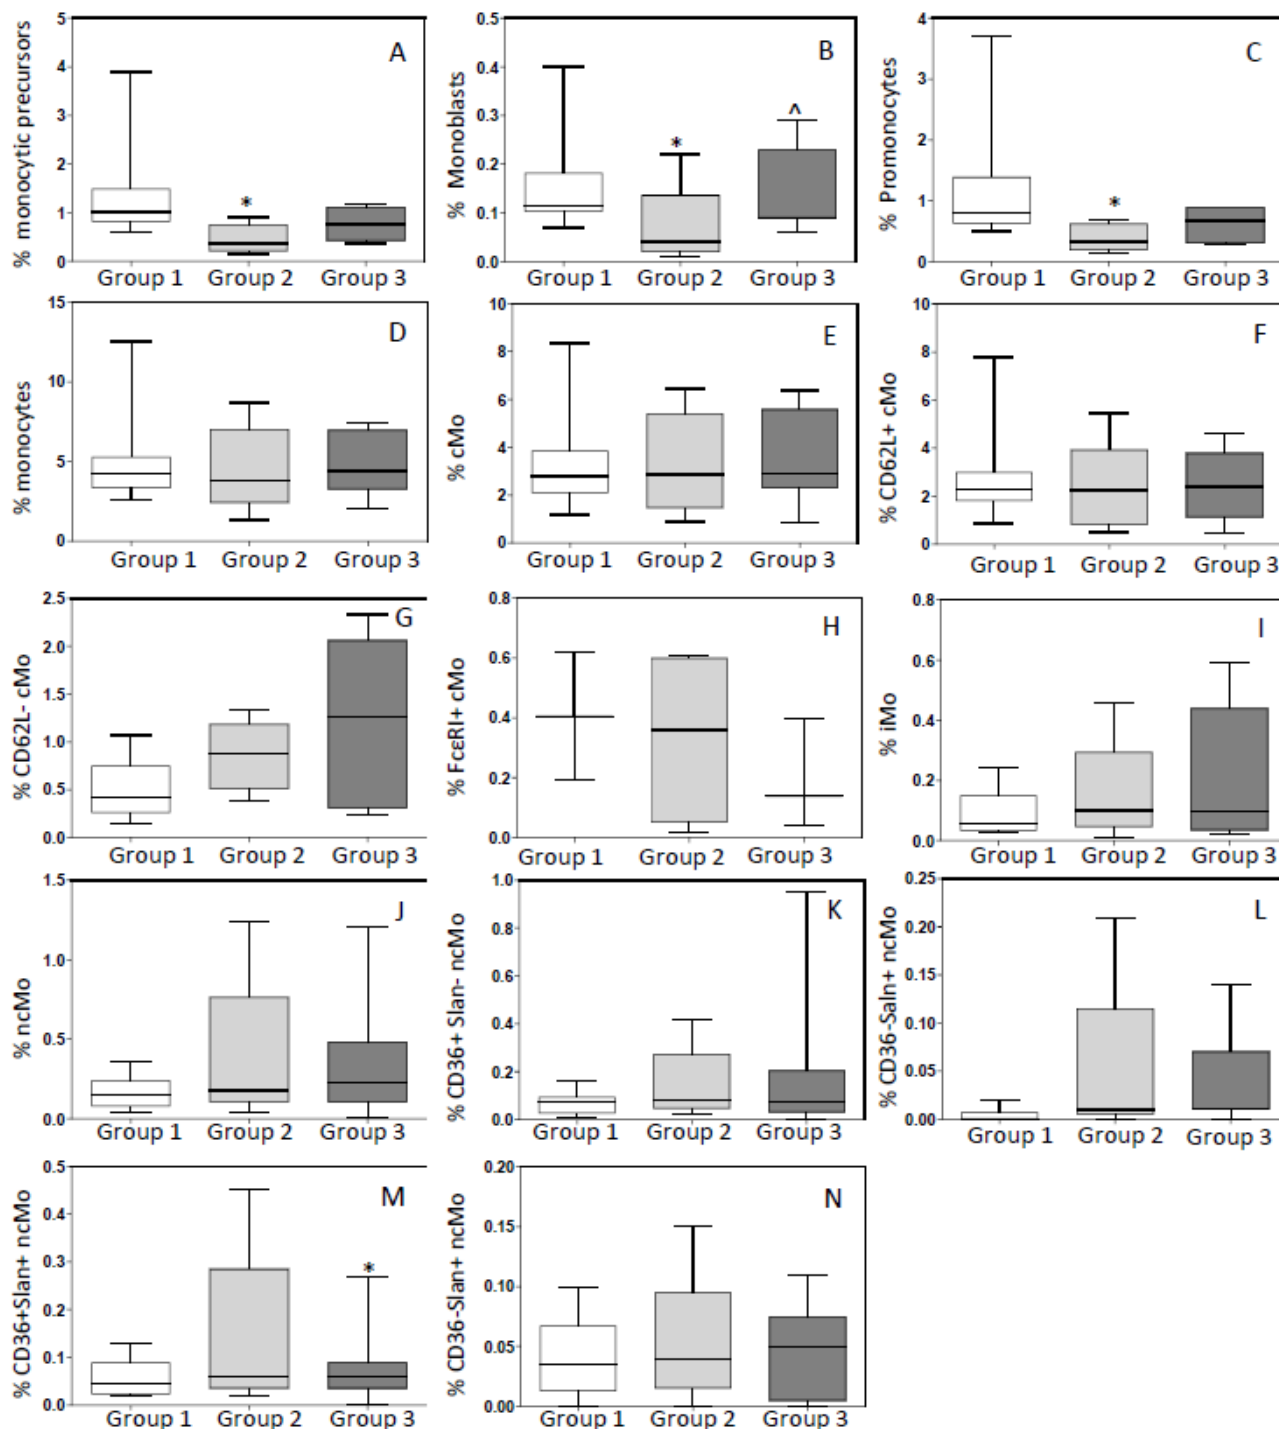 % monocytic precursors
5
4
3
2
1
0
A
*
Group 1 Group 2 Group 3
% Monoblasts
0.5
0.4
0.3
0.2
0.1
0.0
B
*
^
Group 1 Group 2 Group 3
% Promonocytes
4
3
2
1
0
C
*
Group 1 Group 2 Group 3
% monocytes
15
10
5
0
D
Group 1 Group 2 Group 3
% cMo
10
8
6
4
2
0
E
Group 1 Group 2 Group 3
% CD62L+ cMo
10
8
6
4
2
0
F
Group 1 Group 2 Group 3
% CD62L- cMo
2.5
2.0
1.5
1.0
0.5
0.0
G
Group 1 Group 2 Group 3
% FcεRI+ cMo
0.8
0.6
0.4
0.2
0.0
H
Group 1 Group 2 Group 3
% iMo
0.8
0.6
0.4
0.2
0.0
I
Group 1 Group 2 Group 3
% ncMo
1.5
1.0
0.5
0.0
J
Group 1 Group 2 Group 3
% CD36+ Slan- ncMo
1.0
0.8
0.6
0.4
0.2
0.0
K
Group 1 Group 2 Group 3
% CD36-Saln+ ncMo
0.25
0.20
0.15
0.10
0.05
0.00
L
Group 1 Group 2 Group 3
% CD36+Slan+ ncMo
0.5
0.4
0.3
0.2
0.1
0.0
M
*
Group 1 Group 2 Group 3
% CD36-Slan+ ncMo
0.20
0.15
0.10
0.05
0.00
N
Group 1 Group 2 Group 3